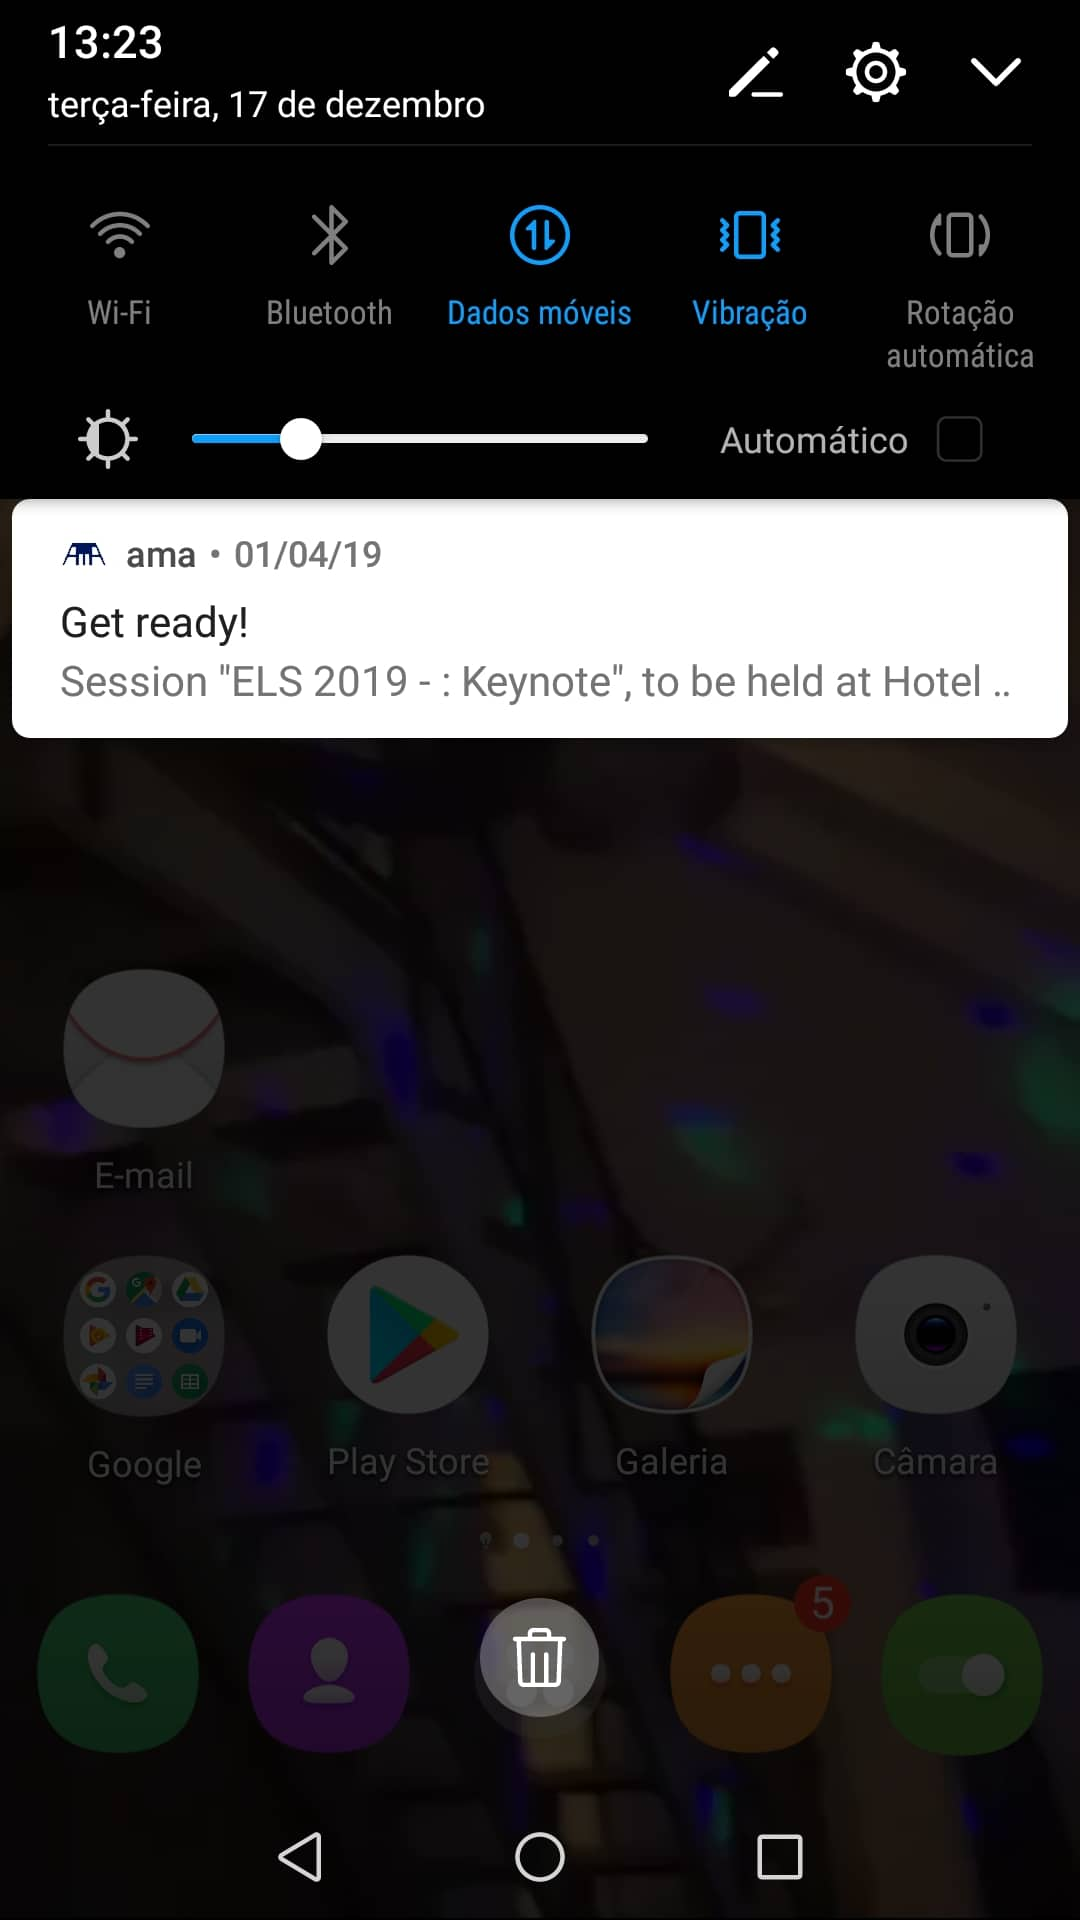 13:23
terça-feira, 17 de dezembro
Wi-Fi
Bluetooth
Dados móveis
Vibração
Rotação
automática
Automático
ama • 01/04/19
Get ready!
Session "ELS 2019 - : Keynote", to be held at Hotel ..
E-mail
Google
Play Store
Galeria
Câmara
5